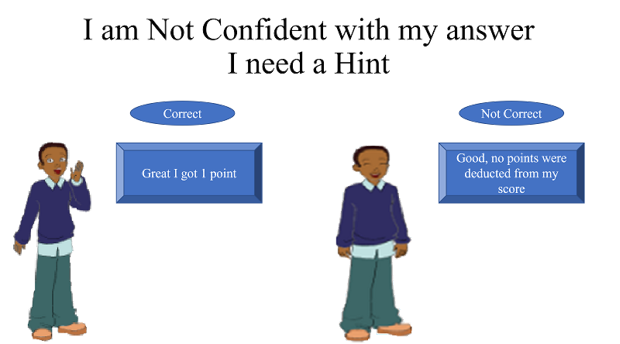 I am Not Confident with my answer
I need a Hint
Correct
Not Correct
Great I got 1 point
Good, no points were
deducted from my
score